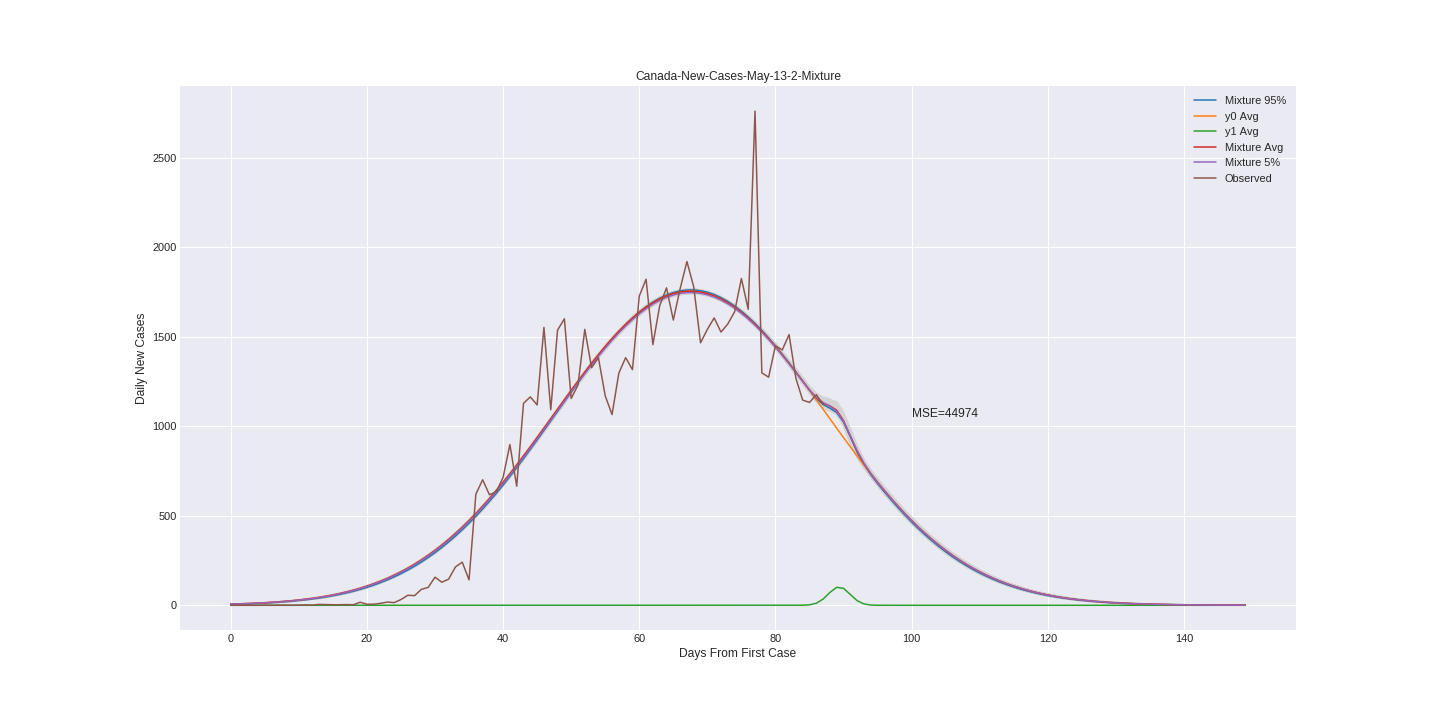 Canada-New-Cases-May-13-2-Mixture
Mixture 95%
y0 Avg
y1 Avg
Mixture Avg
Mixture 5%
Observed
2500
2000
1500
1000
500
0
Daily New Cases
MSE=44974
0 20 40 60 80 100 120 140
Days From First Case